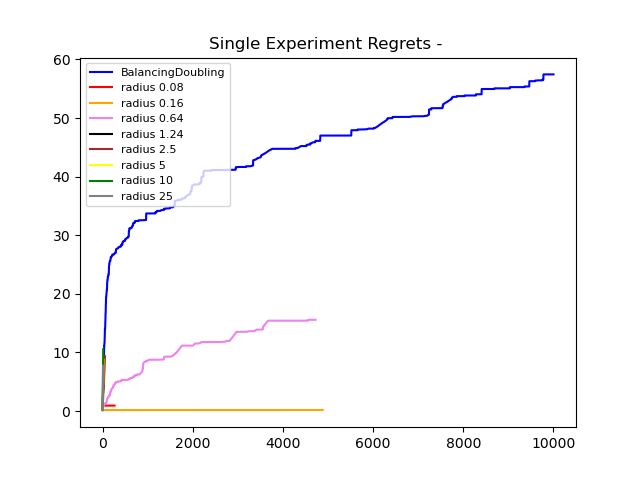 Single Experiment Regrets -
60
50
40
30
20
10
0
BalancingDoubling
radius 0.08
radius 0.16
radius 0.64
radius 1.24
radius 2.5
radius 5
radius 10
radius 25
0 2000 4000 6000 8000 10000